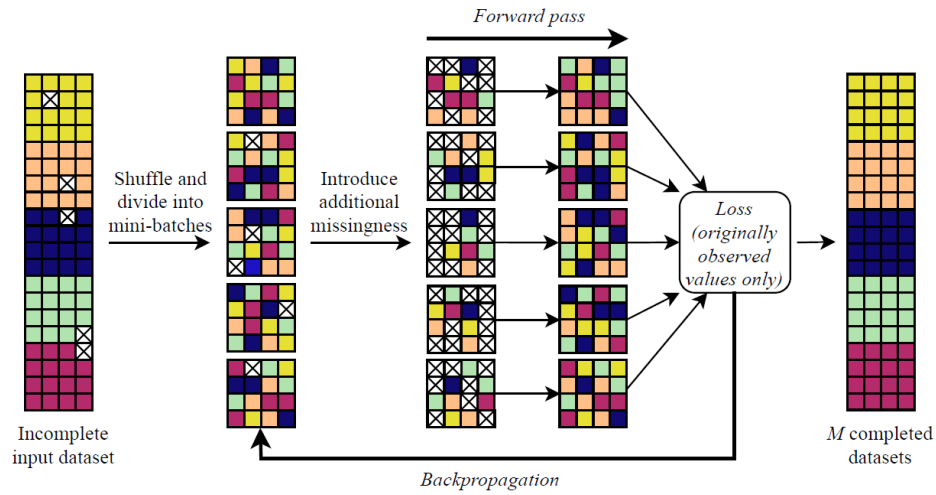 Forward pass
Shuffle and
divide into
mini-batches
Introduce
additional
missingness
Loss
(originally
observed
values only)
Incomplete
input dataset
M completed
datasets
Backpropagation